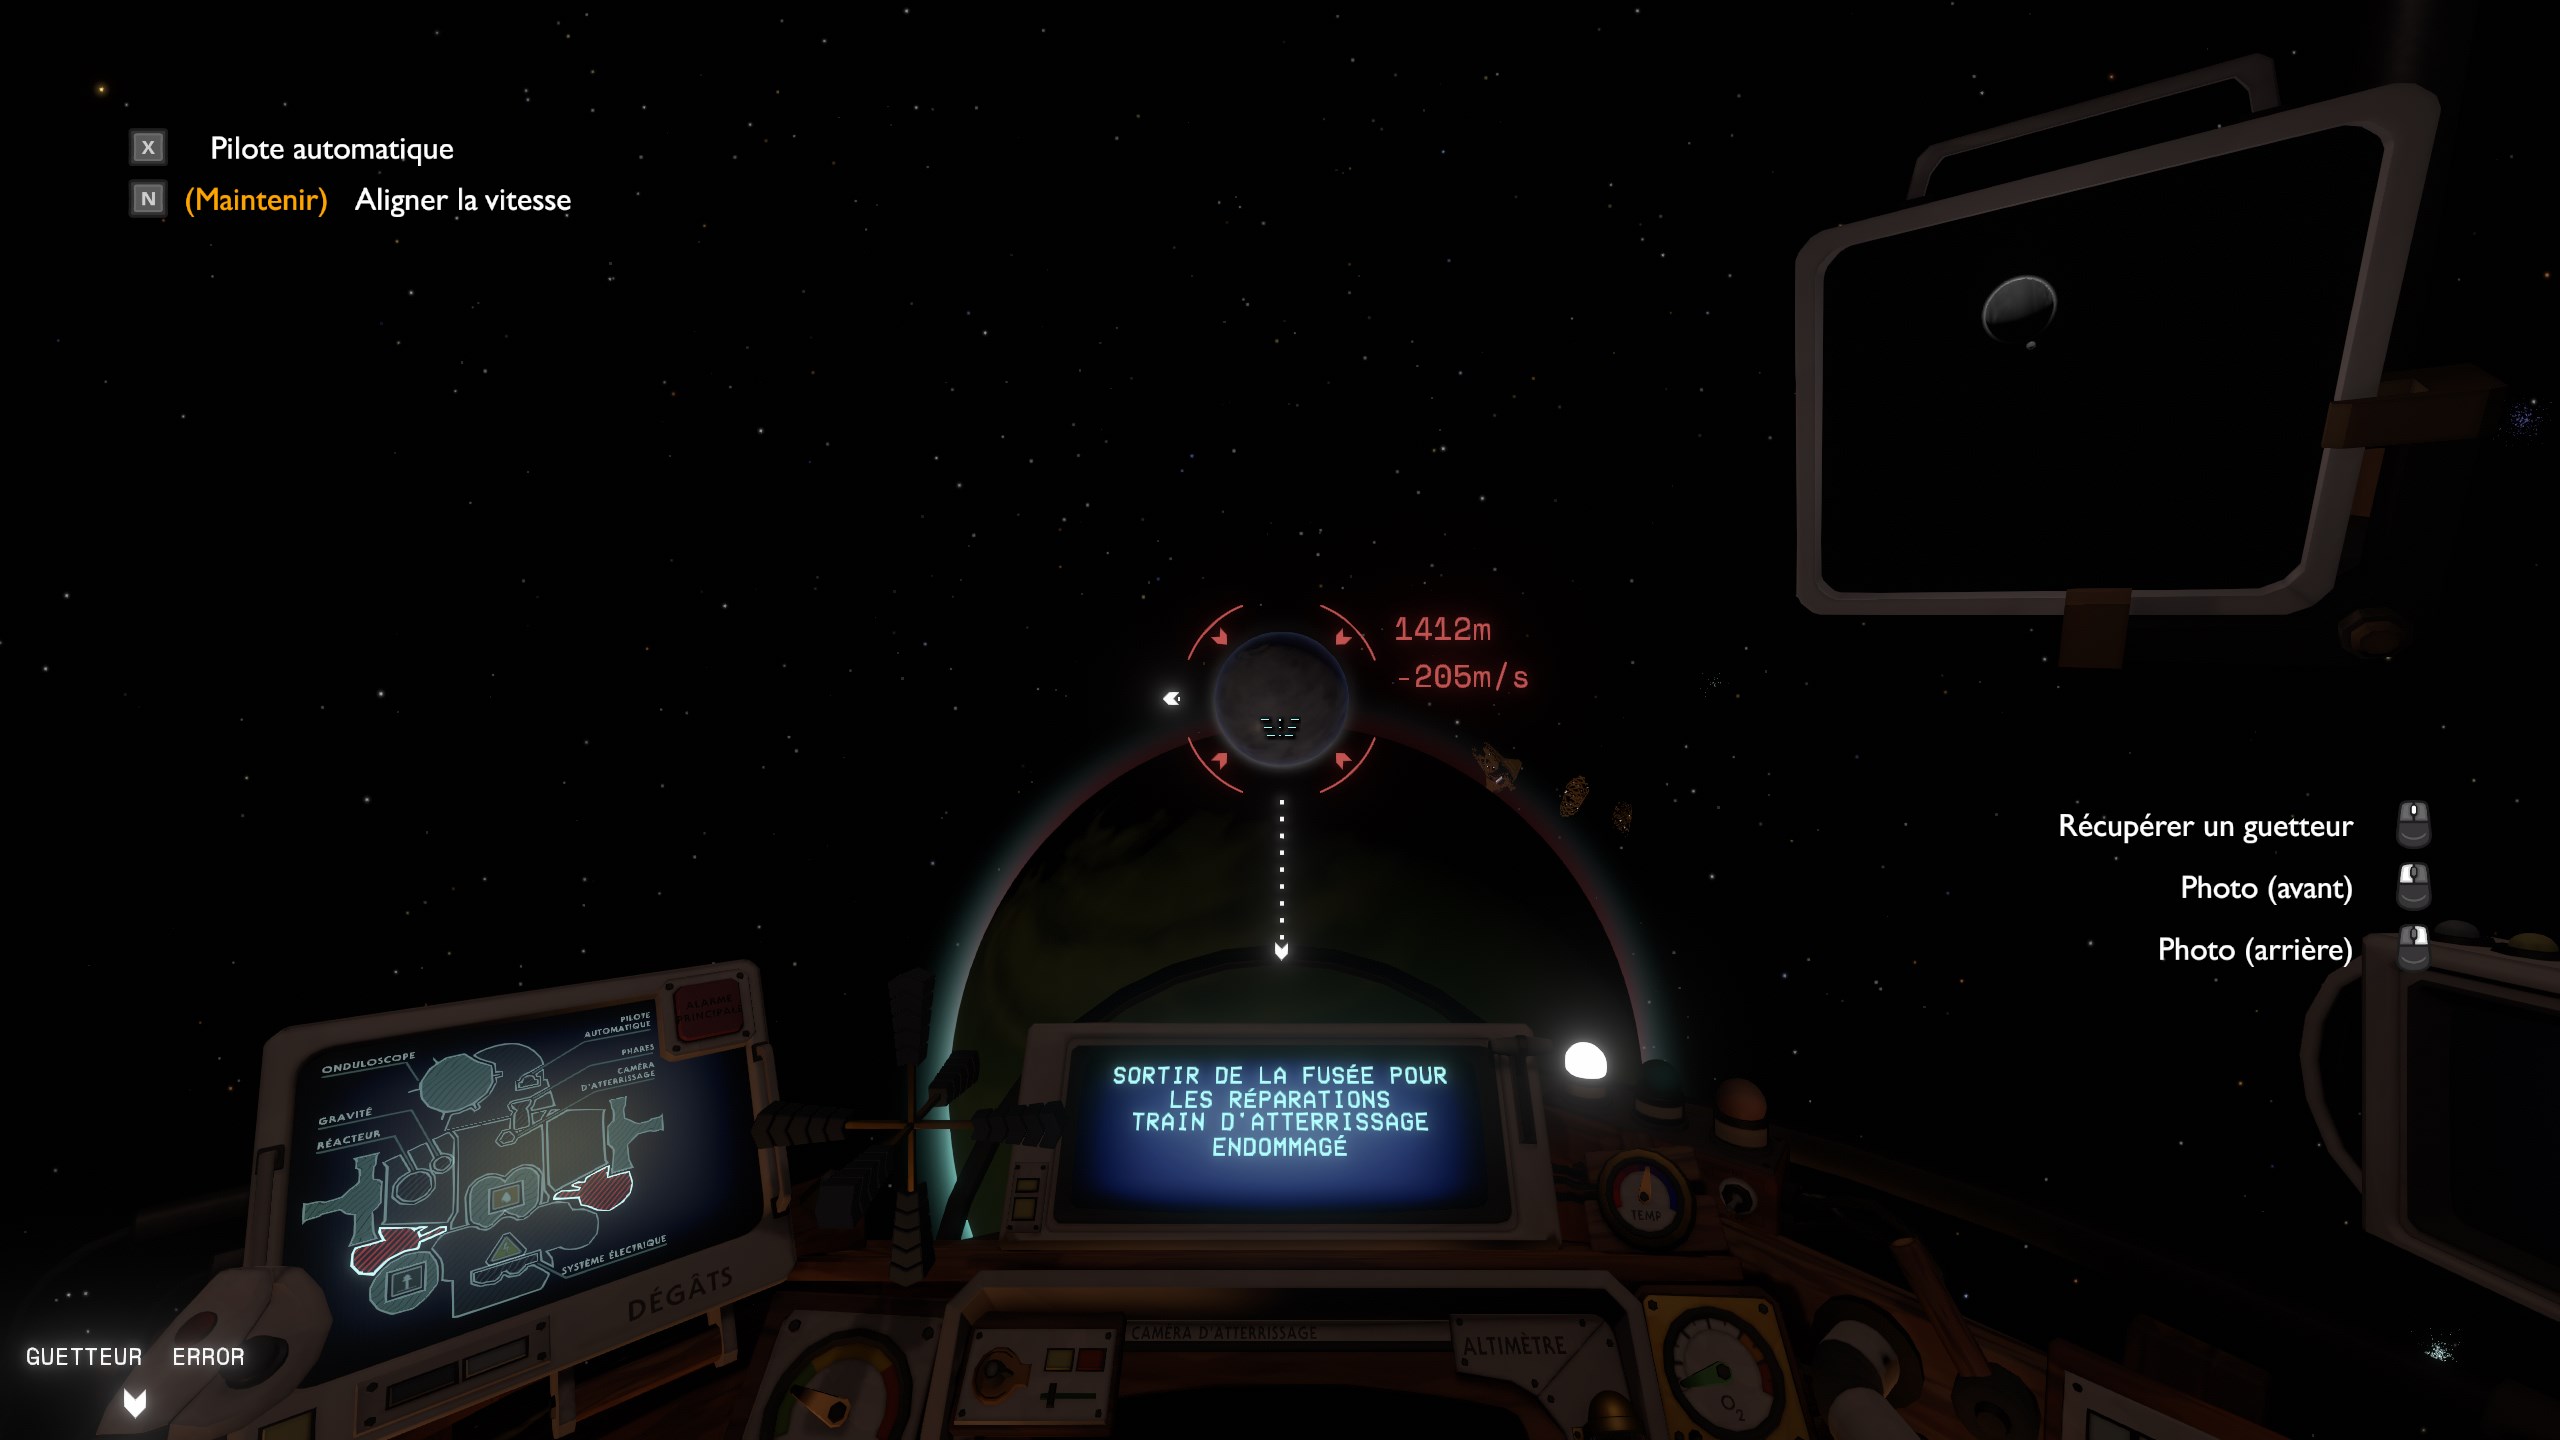 X Pilote automatique
N (Maintenir) Aligner la vitesse
1412m
-205m/s
Récupérer un guetteur
Photo (avant)
Photo (arrière)
ALARME
PRINCIPALE
PILOTE
AUTOMATIQUE
ONDULOSCOPE
PHARES
CAMÉRA
D'ATTERRISSAGE
GRAVITÉ
RÉACTEUR
SYSTÈME ÉLECTRIQUE
DÉGÂTS
SORTIR DE LA FUSÉE POUR
LES RÉPARATIONS
TRAIN D'ATTERRISSAGE
ENDOMMAGÉ
TEMP
CAMÉRA D'ATTERRISSAGE
ALTIMÈTRE
O2
GUETTEUR ERROR